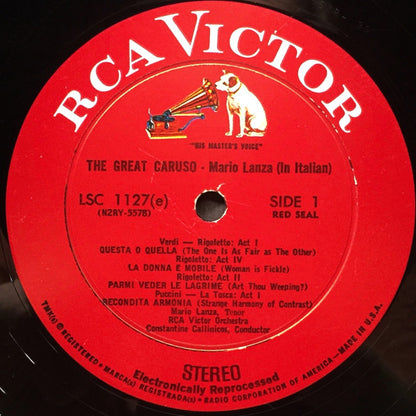 RCA VICTOR
"HIS MASTER'S VOICE"
THE GREAT CARUSO - Mario Lanza (In Italian)
LSC 1127(e)
(N2RY-5578)
SIDE 1
RED SEAL
Verdi — Rigoletto: Act I
QUESTA O QUELLA (The One Is As Fair as The Other)
Rigoletto: Act IV
LA DONNA È MOBILE (Woman is Fickle)
Rigoletto: Act II
PARMI VEDER LE LAGRIME (Art Thou Weeping?)
Puccini — La Tosca: Act I
RECONDITA ARMONIA (Strange Harmony of Contrast)
Mario Lanza, Tenor
RCA Victor Orchestra
Constantine Callinicos, Conductor
STEREO
Electronically Reprocessed
TMK(s) ® REGISTERED • MARCA(s) REGISTRADA(s) • RADIO CORPORATION OF AMERICA—MADE IN U.S.A.